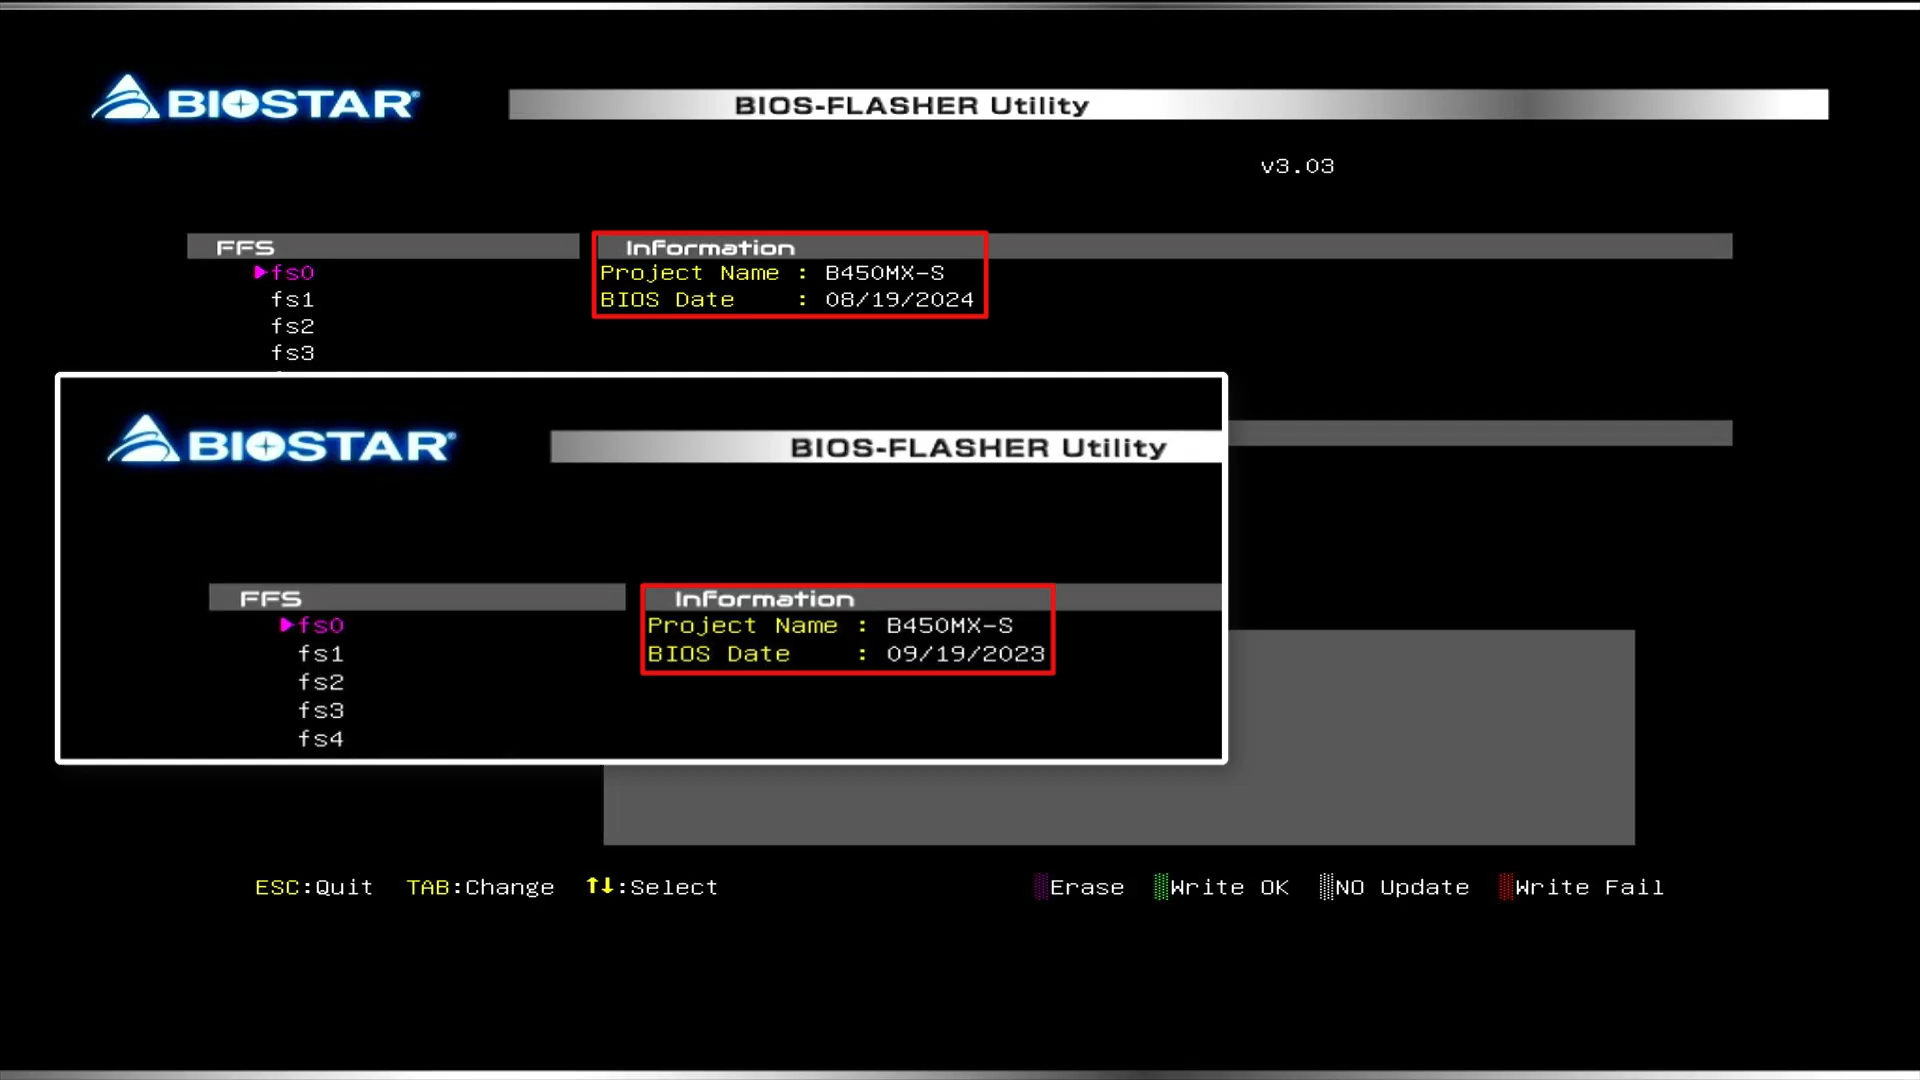 BIOSTAR®
BIOS-FLASHER Utility
v3.03
FFS
Information
fs0
Project Name : B450MX-S
fs1
BIOS Date : 08/19/2024
fs2
fs3
BIOSTAR®
BIOS-FLASHER Utility
FFS
Information
fs0
Project Name : B450MX-S
fs1
BIOS Date : 09/19/2023
fs2
fs3
fs4
ESC:Quit TAB:Change ↑↓:Select
Erase Write OK NO Update Write Fail